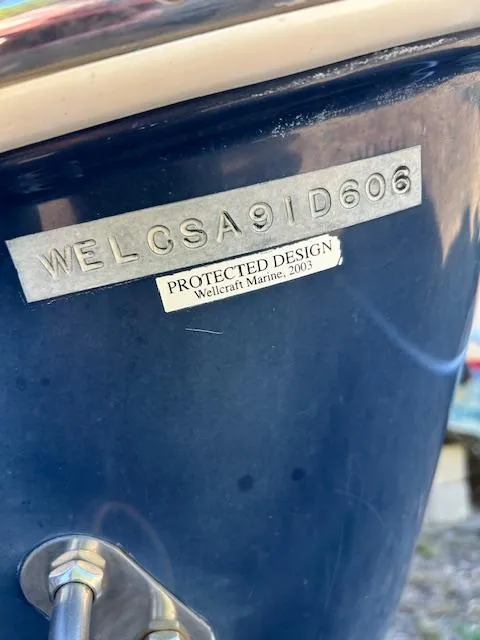 WELCSA91D606
PROTECTED DESIGN
Wellcraft Marine, 2003